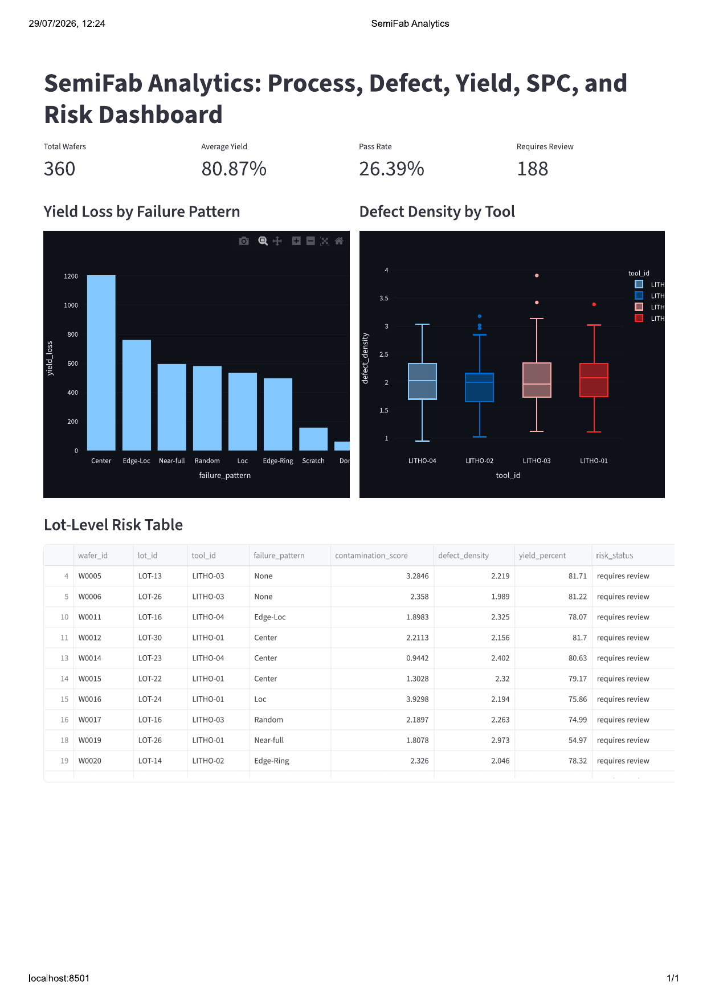 29/07/2026, 12:24
SemiFab Analytics
SemiFab Analytics: Process, Defect, Yield, SPC, and
Risk Dashboard
Total Wafers
360
Average Yield
80.87%
Pass Rate
26.39%
Requires Review
188
Yield Loss by Failure Pattern
1200
1000
800
600
400
200
0
yield_loss
Center Edge-Loc Near-full Random Loc Edge-Ring Scratch
failure_pattern
Defect Density by Tool
4
3.5
3
2.5
2
1.5
1
defect_density
LITHO-04 LITHO-02 LITHO-03 LITHO-01
tool_id
tool_id
LITH
LITH
LITH
LITH
Lot-Level Risk Table
wafer_id lot_id tool_id failure_pattern contamination_score defect_density yield_percent risk_status
4 W0005 LOT-13 LITHO-03 None 3.2846 2.219 81.71 requires review
5 W0006 LOT-26 LITHO-03 None 2.358 1.989 81.22 requires review
10 W0011 LOT-16 LITHO-04 Edge-Loc 1.8983 2.325 78.07 requires review
11 W0012 LOT-30 LITHO-01 Center 2.2113 2.156 81.7 requires review
13 W0014 LOT-23 LITHO-04 Center 0.9442 2.402 80.63 requires review
14 W0015 LOT-22 LITHO-01 Center 1.3028 2.32 79.17 requires review
15 W0016 LOT-24 LITHO-01 Loc 3.9298 2.194 75.86 requires review
16 W0017 LOT-16 LITHO-03 Random 2.1897 2.263 74.99 requires review
18 W0019 LOT-26 LITHO-01 Near-full 1.8078 2.973 54.97 requires review
19 W0020 LOT-14 LITHO-02 Edge-Ring 2.326 2.046 78.32 requires review
localhost:8501
1/1